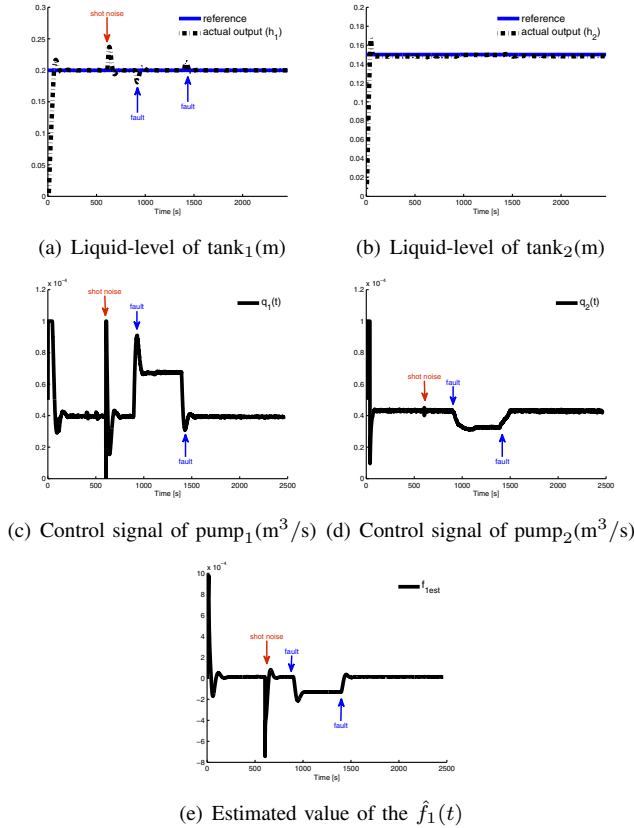 reference
actual output (h1)
shot noise
fault
fault
0.3
0.25
0.2
0.15
0.1
0.05
0
0 500 1000 1500 2000
Time [s]
(a) Liquid-level of tank1(m)
reference
actual output (h2)
0.2
0.18
0.16
0.14
0.12
0.1
0.08
0.06
0.04
0.02
0
0 500 1000 1500 2000
Time [s]
(b) Liquid-level of tank2(m)
x 10^-4
shot noise
fault
q1(t)
fault
1.2
1
0.8
0.6
0.4
0.2
0
0 500 1000 1500 2000 2500
Time [s]
(c) Control signal of pump1(m^3/s)
x 10^-4
q2(t)
shot noise
fault
fault
1.2
1
0.8
0.6
0.4
0.2
0
0 500 1000 1500 2000 2500
Time [s]
(d) Control signal of pump2(m^3/s)
x 10^-4
f1est
shot noise
fault
fault
10
8
6
4
2
0
−2
−4
−6
−8
0 500 1000 1500 2000 2500
Time [s]
(e) Estimated value of the f̂1(t)